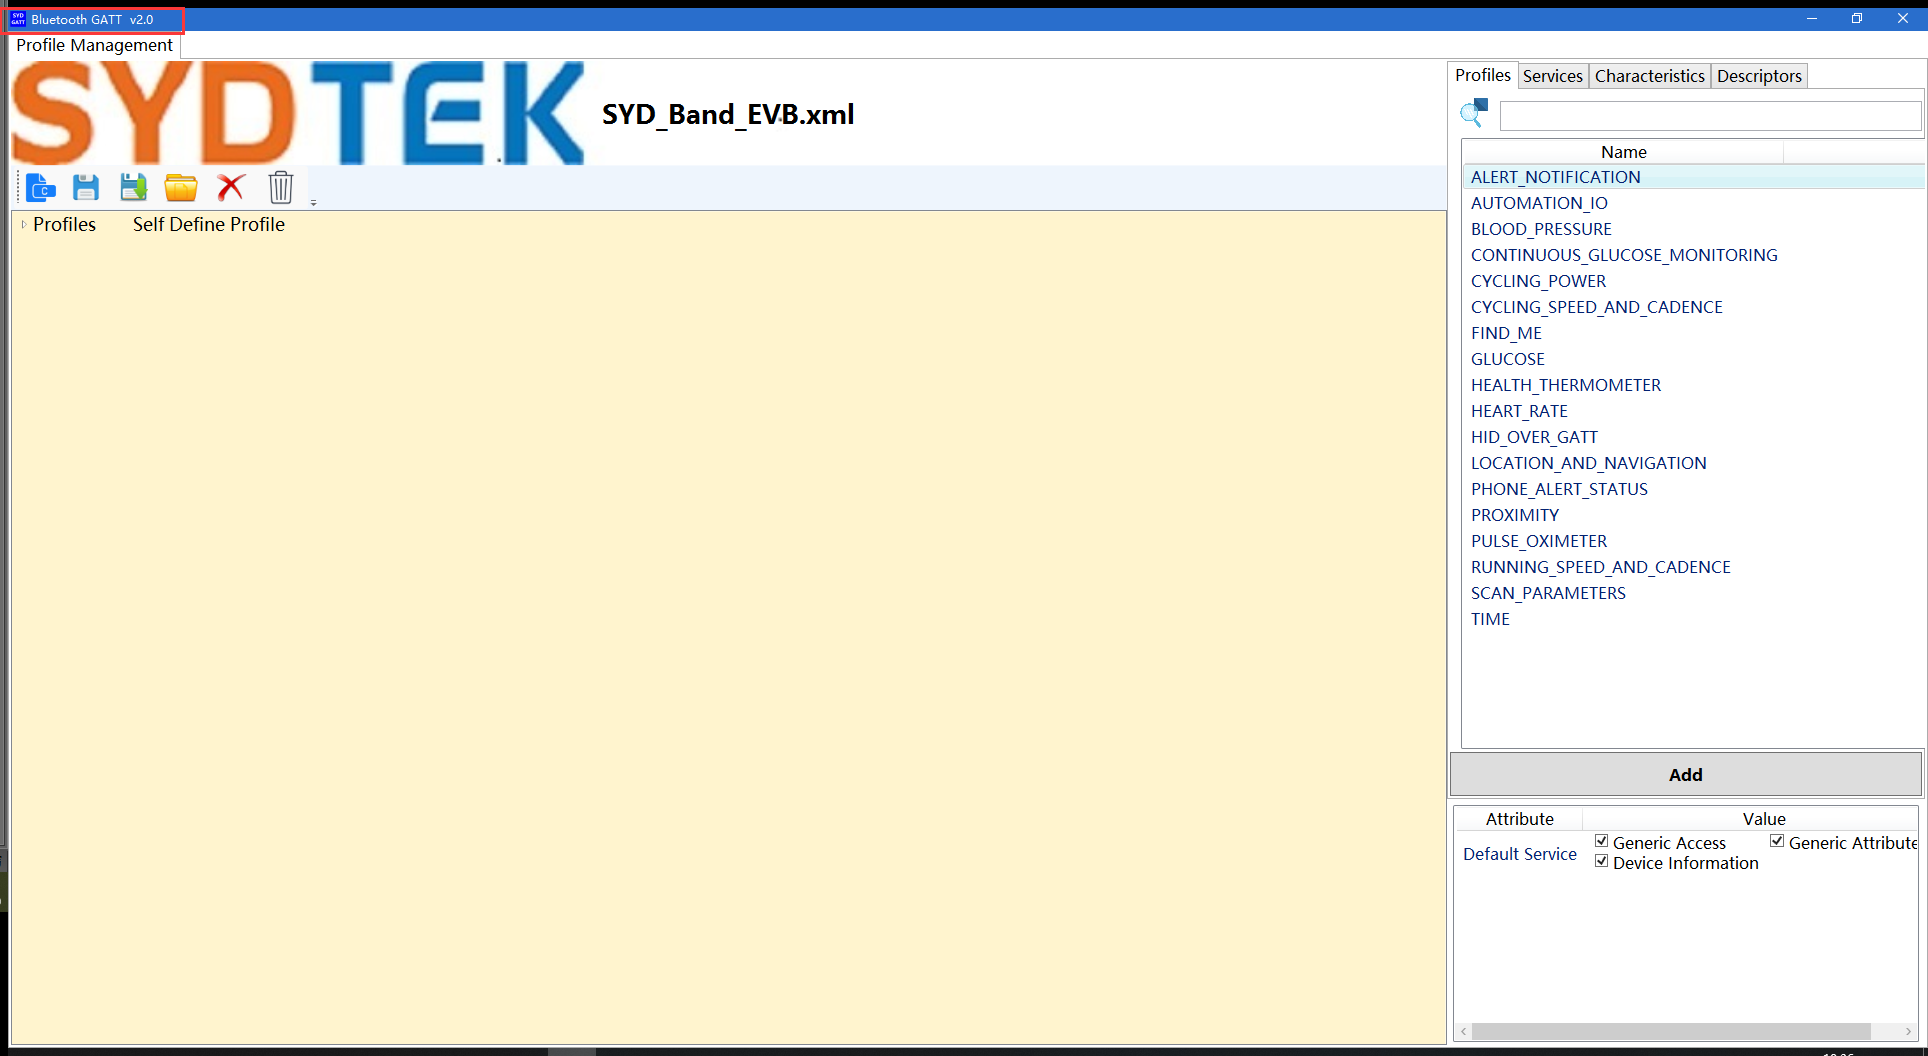 SYD GATT Bluetooth GATT v2.0
Profile Management
SYDTEK
SYD_Band_EVB.xml
C
Profiles Self Define Profile
Profiles Services Characteristics Descriptors
Name
ALERT_NOTIFICATION
AUTOMATION_IO
BLOOD_PRESSURE
CONTINUOUS_GLUCOSE_MONITORING
CYCLING_POWER
CYCLING_SPEED_AND_CADENCE
FIND_ME
GLUCOSE
HEALTH_THERMOMETER
HEART_RATE
HID_OVER_GATT
LOCATION_AND_NAVIGATION
PHONE_ALERT_STATUS
PROXIMITY
PULSE_OXIMETER
RUNNING_SPEED_AND_CADENCE
SCAN_PARAMETERS
TIME
Add
Attribute Value
Default Service
Generic Access Generic Attribute
Device Information